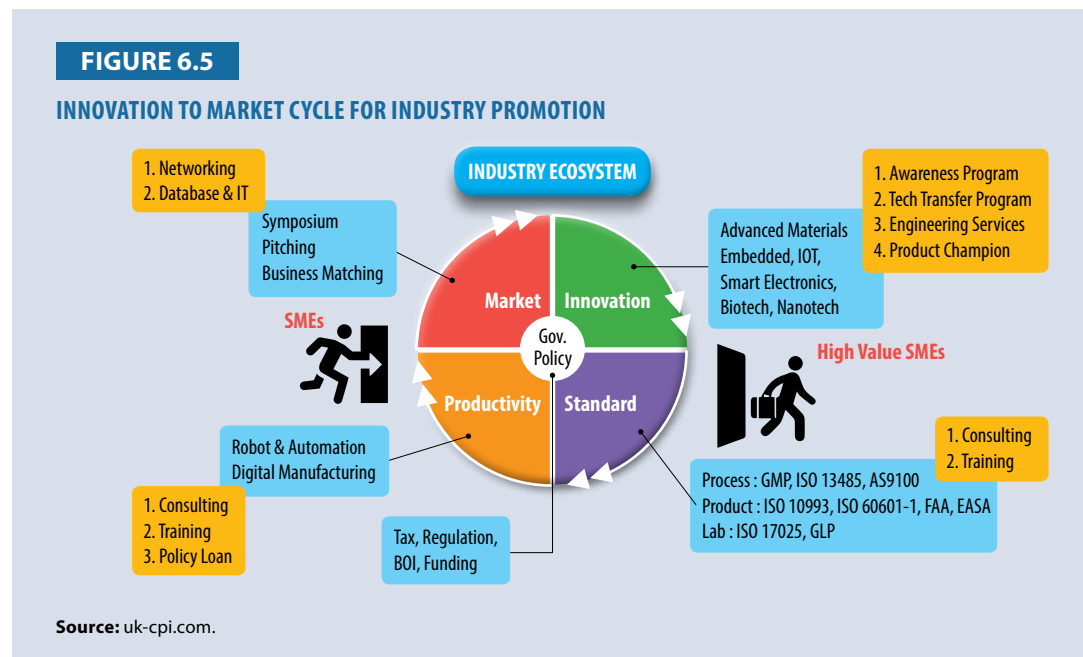 FIGURE 6.5
INNOVATION TO MARKET CYCLE FOR INDUSTRY PROMOTION
INDUSTRY ECOSYSTEM
1. Networking
2. Database & IT
Symposium
Pitching
Business Matching
1. Awareness Program
2. Tech Transfer Program
3. Engineering Services
4. Product Champion
Advanced Materials
Embedded, IOT,
Smart Electronics,
Biotech, Nanotech
Market
Innovation
SMEs
Gov.
Policy
High Value SMEs
Productivity
Standard
Robot & Automation
Digital Manufacturing
1. Consulting
2. Training
3. Policy Loan
Tax, Regulation,
BOI, Funding
1. Consulting
2. Training
Process : GMP, ISO 13485, AS9100
Product : ISO 10993, ISO 60601-1, FAA, EASA
Lab : ISO 17025, GLP
Source: uk-cpi.com.